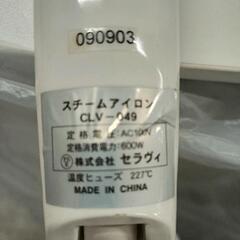 090903
スチームアイロン
CLV-049
定格電圧:AC100V
定格消費電力:600W
株式会社 セラヴィ
温度ヒューズ 227℃
MADE IN CHINA